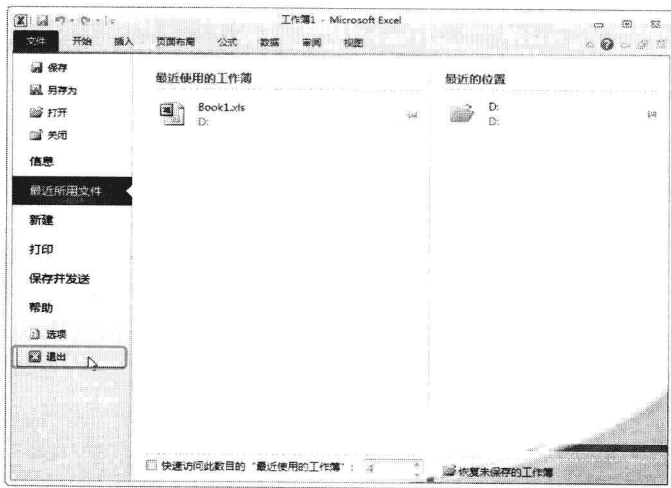 工作簿1 - Microsoft Excel
文件 开始 插入 页面布局 公式 数据 审阅 视图
保存
另存为
打开
关闭
信息
最近所用文件
新建
打印
保存并发送
帮助
选项
退出
最近使用的工作簿
Book1.xls
D:
最近的位置
D:
D:
快速访问此数目的 "最近使用的工作簿": 4
恢复未保存的工作簿